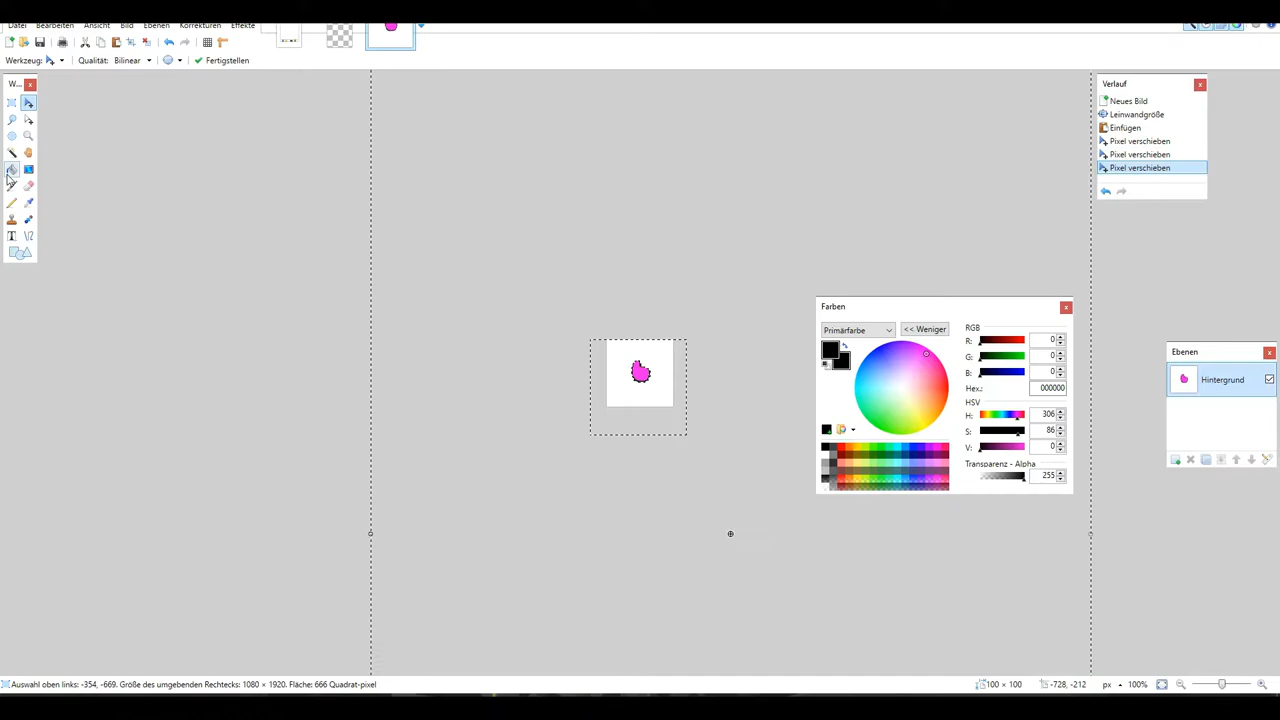 Datei Bearbeiten Ansicht Bild Ebenen Korrekturen Effekte
Werkzeug: Qualität: Bilinear Fertigstellen
W...
Verlauf
Neues Bild
Leinwandgröße
Einfügen
Pixel verschieben
Pixel verschieben
Pixel verschieben
Farben
Primärfarbe
<< Weniger
RGB
R: 0
G: 0
B: 0
Hex: 000000
HSV
H: 306
S: 86
V: 0
Transparenz - Alpha
255
Ebenen
Hintergrund
Auswahl oben links: -354, -669. Größe des umgebenden Rechtecks: 1080 × 1920. Fläche: 666 Quadrat-pixel
100 × 100 -728, -212 px 100%